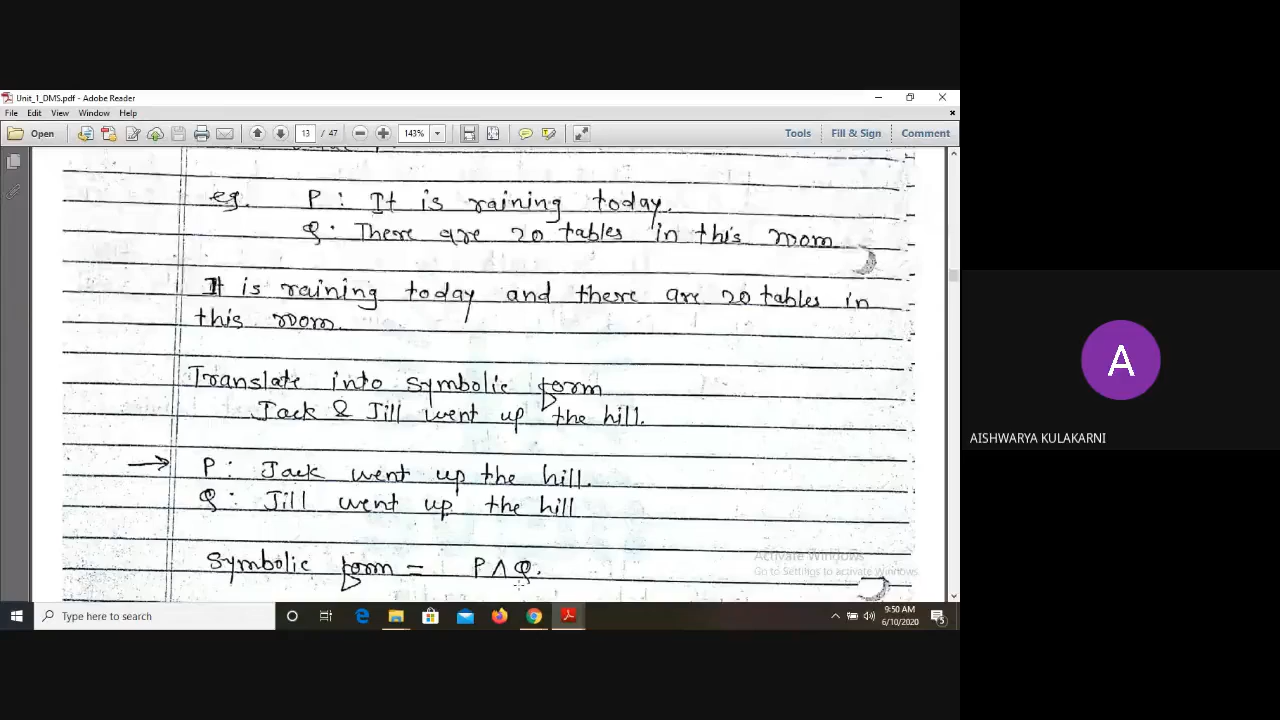 Unit_1_DMS.pdf - Adobe Reader
File Edit View Window Help
Open 13 / 47 143% Tools Fill & Sign Comment
eg. P : It is raining today.
Q : There are 20 tables in this room
It is raining today and there are 20 tables in
this room.
Translate into symbolic form
Jack & Jill went up the hill.
→ P : Jack went up the hill.
Q : Jill went up the hill
Symbolic form = P ∧ Q.
Activate Windows
Go to Settings to activate Windows
A
AISHWARYA KULAKARNI
Type here to search
9:50 AM
6/10/2020
5